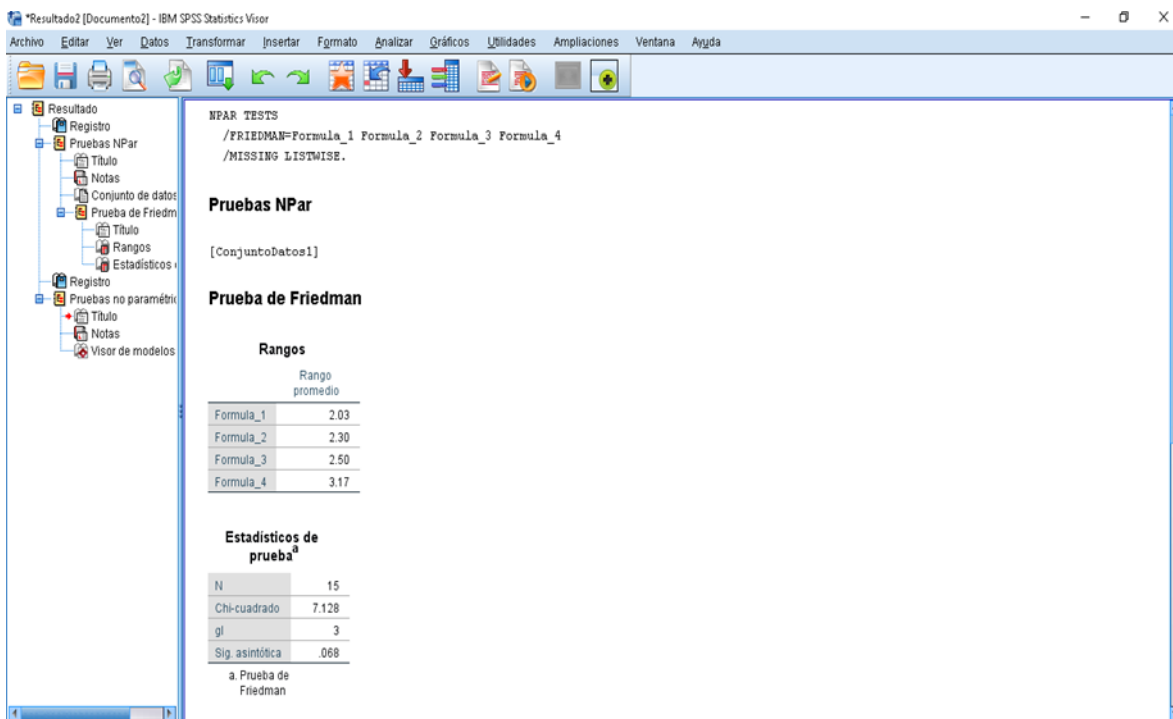 *Resultado2 [Documento2] - IBM SPSS Statistics Visor
Archivo Editar Ver Datos Transformar Insertar Formato Analizar Gráficos Utilidades Ampliaciones Ventana Ayuda
Resultado
Registro
Pruebas NPar
Título
Notas
Conjunto de datos
Prueba de Friedm
Título
Rangos
Estadísticos
Registro
Pruebas no paramétric
Título
Notas
Visor de modelos
NPAR TESTS
/FRIEDMAN=Formula_1 Formula_2 Formula_3 Formula_4
/MISSING LISTWISE.
Pruebas NPar
[ConjuntoDatos1]
Prueba de Friedman
Rangos
Rango
promedio
Formula_1 2.03
Formula_2 2.30
Formula_3 2.50
Formula_4 3.17
Estadísticos de
prueba^a
N 15
Chi-cuadrado 7.128
gl 3
Sig. asintótica .068
a. Prueba de
Friedman